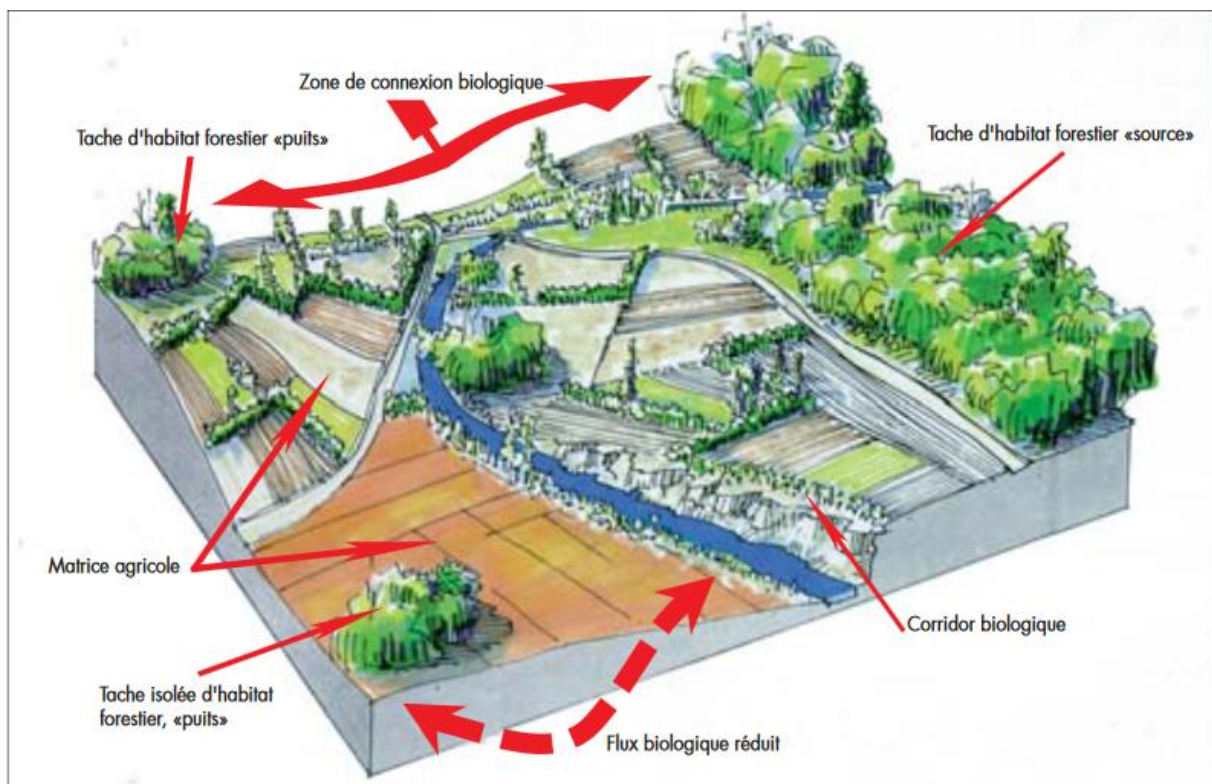 Zone de connexion biologique
Tache d'habitat forestier «puits»
Tache d'habitat forestier «source»
Matrice agricole
Corridor biologique
Tache isolée d'habitat
forestier, «puits»
Flux biologique réduit